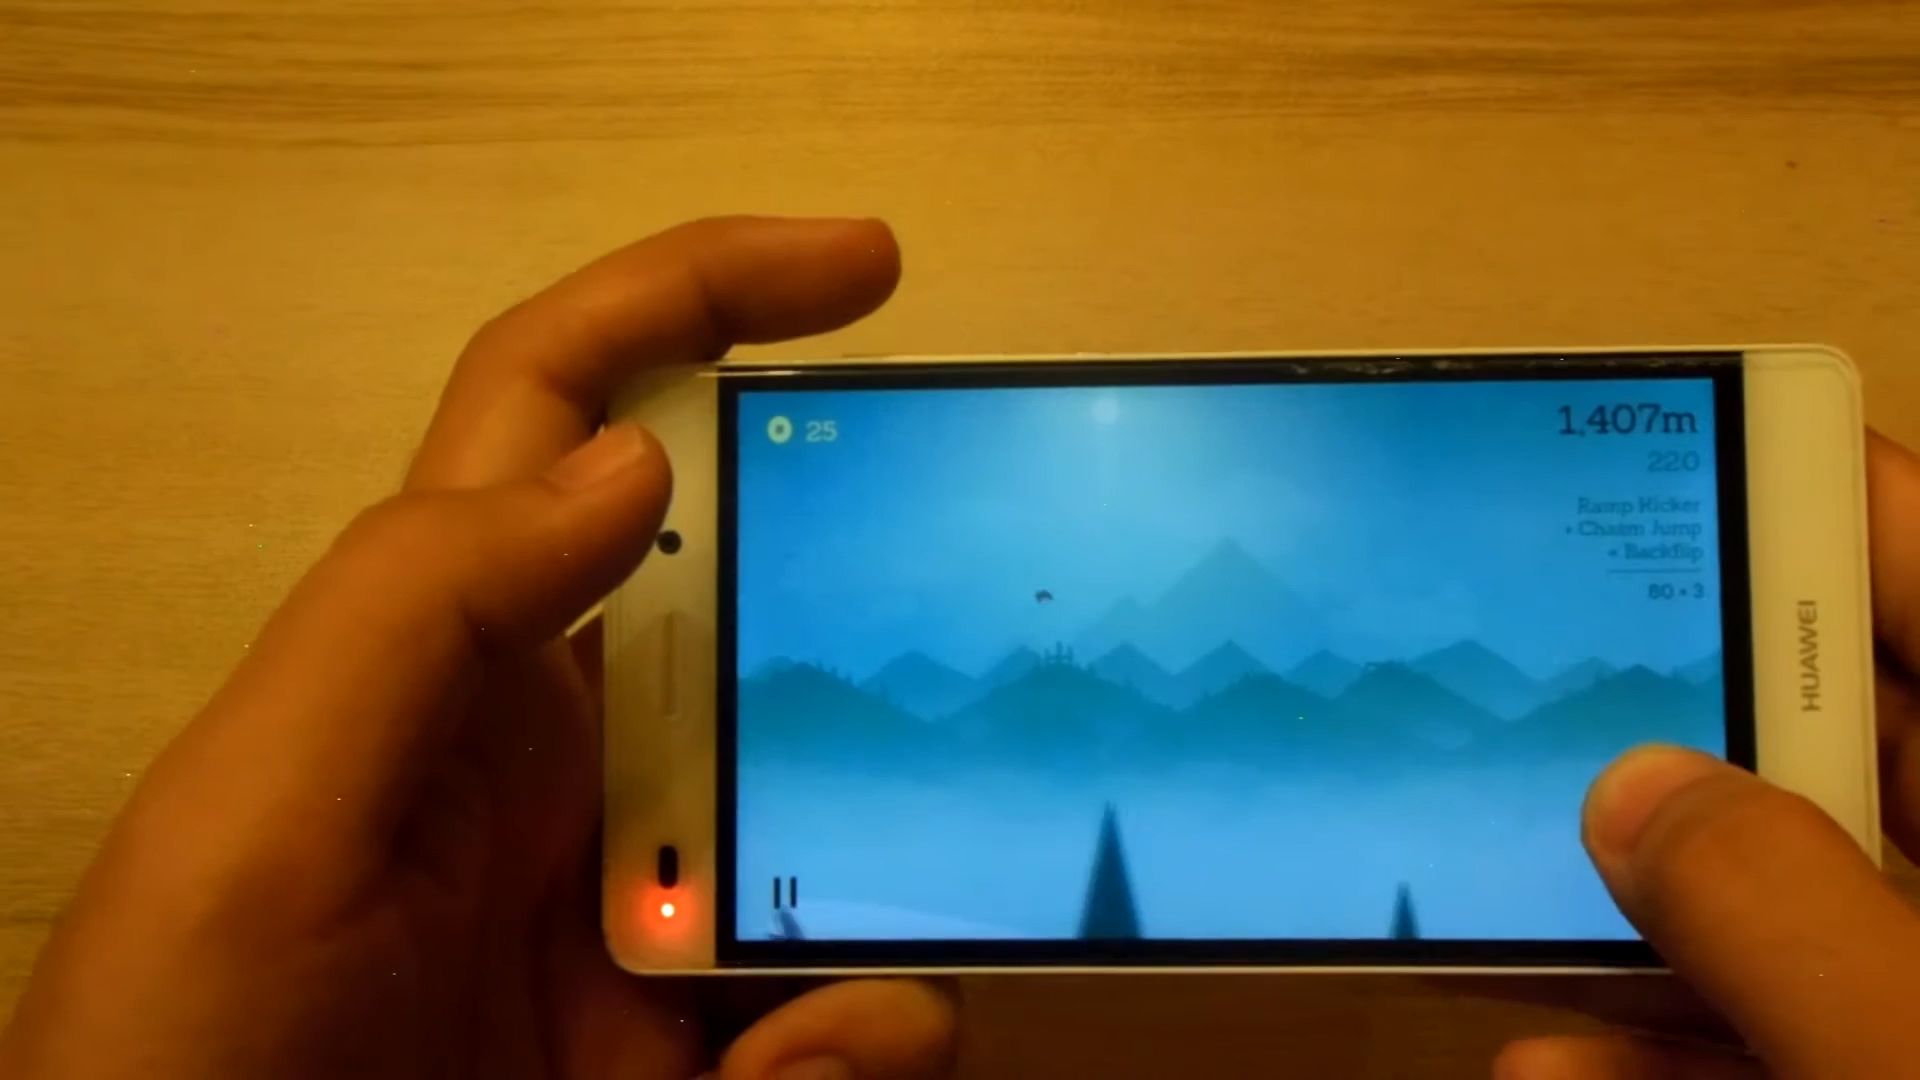 25
1,407m
220
Ramp Kicker
+ Chasm Jump
+ Backflip
80 × 3
HUAWEI